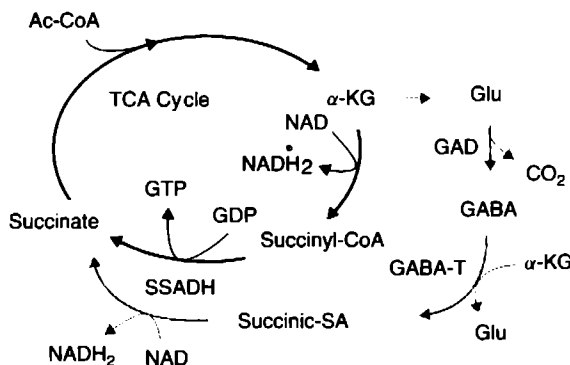 Ac-CoA
TCA Cycle
α-KG
Glu
NAD
GAD
NADH2
CO2
GTP
GABA
GDP
Succinate
Succinyl-CoA
GABA-T
α-KG
SSADH
Succinic-SA
Glu
NADH2
NAD